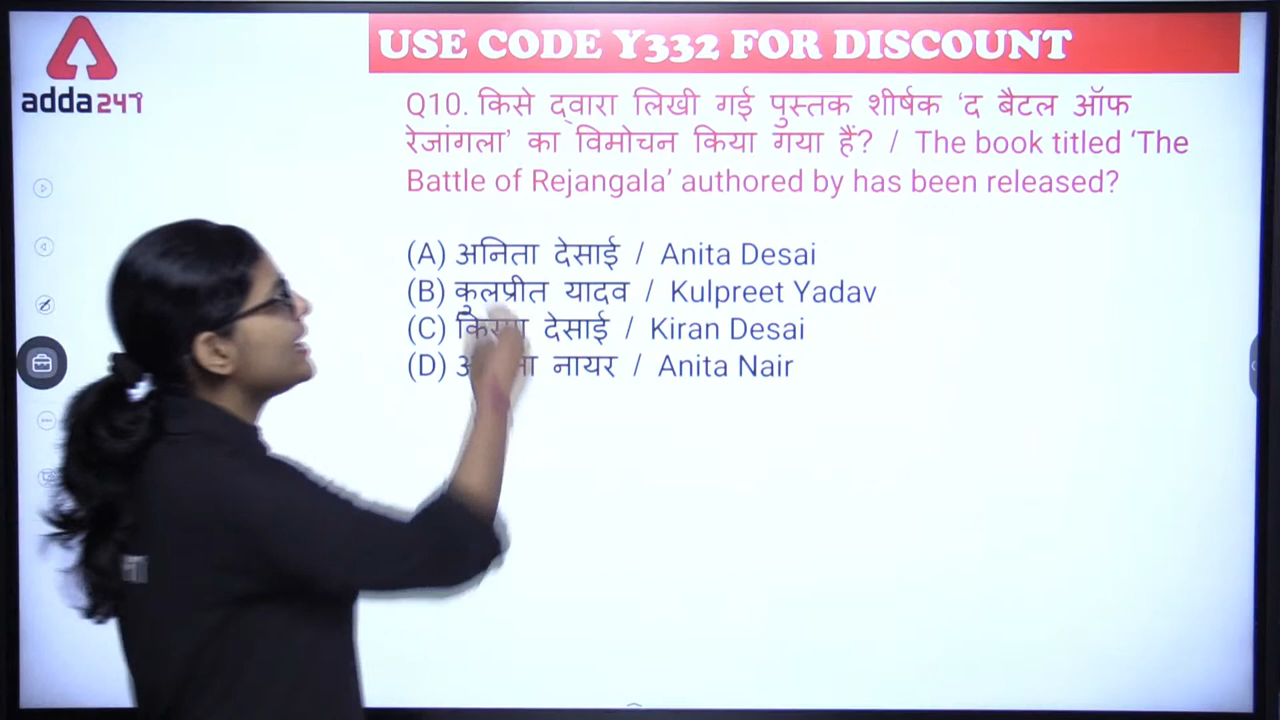 USE CODE Y332 FOR DISCOUNT
adda247
Q10. किसे द्वारा लिखी गई पुस्तक शीर्षक ‘द बैटल ऑफ
रेजांगला’ का विमोचन किया गया हैं? / The book titled ‘The
Battle of Rejangala’ authored by has been released?
(A) अनिता देसाई / Anita Desai
(B) कुलप्रीत यादव / Kulpreet Yadav
(C) देसाई / Kiran Desai
(D) नायर / Anita Nair